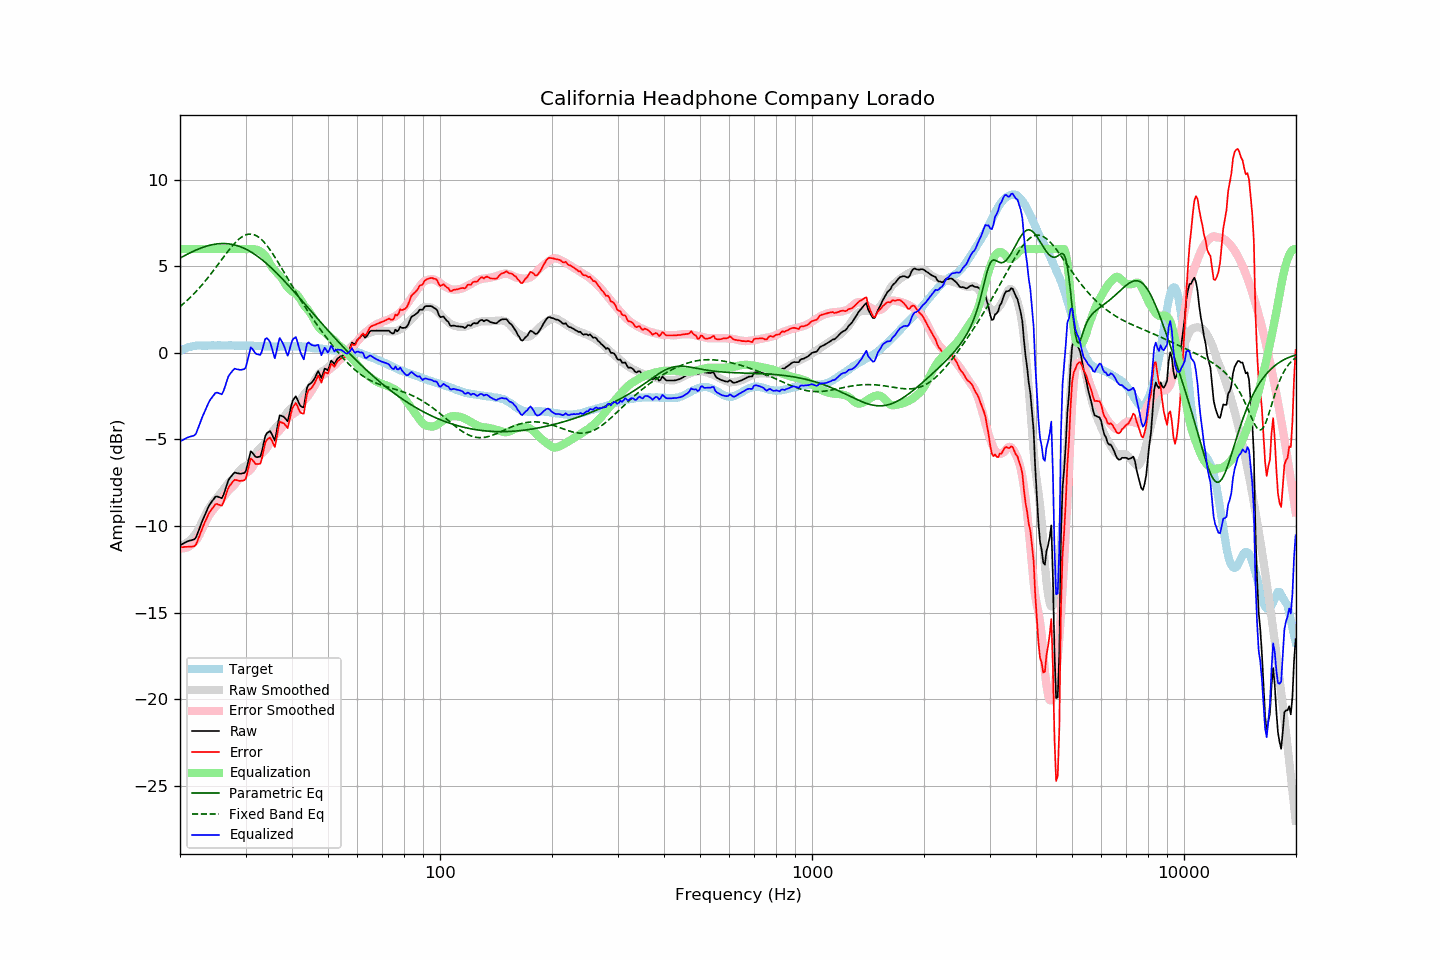 California Headphone Company Lorado
10
5
0
−5
−10
−15
−20
−25
Amplitude (dBr)
Target
Raw Smoothed
Error Smoothed
Raw
Error
Equalization
Parametric Eq
Fixed Band Eq
Equalized
100
1000
10000
Frequency (Hz)